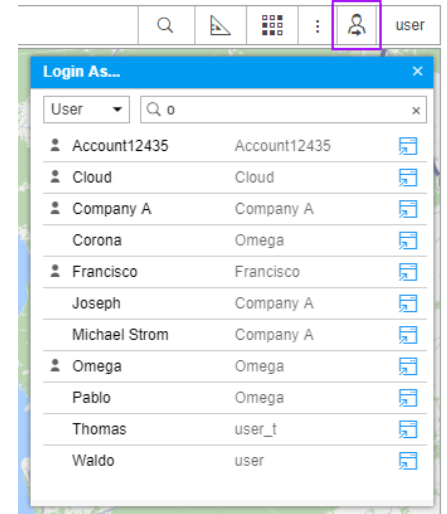 user
Login As...
User o
Account12435 Account12435
Cloud Cloud
Company A Company A
Corona Omega
Francisco Francisco
Joseph Company A
Michael Strom Company A
Omega Omega
Pablo Omega
Thomas user_t
Waldo user